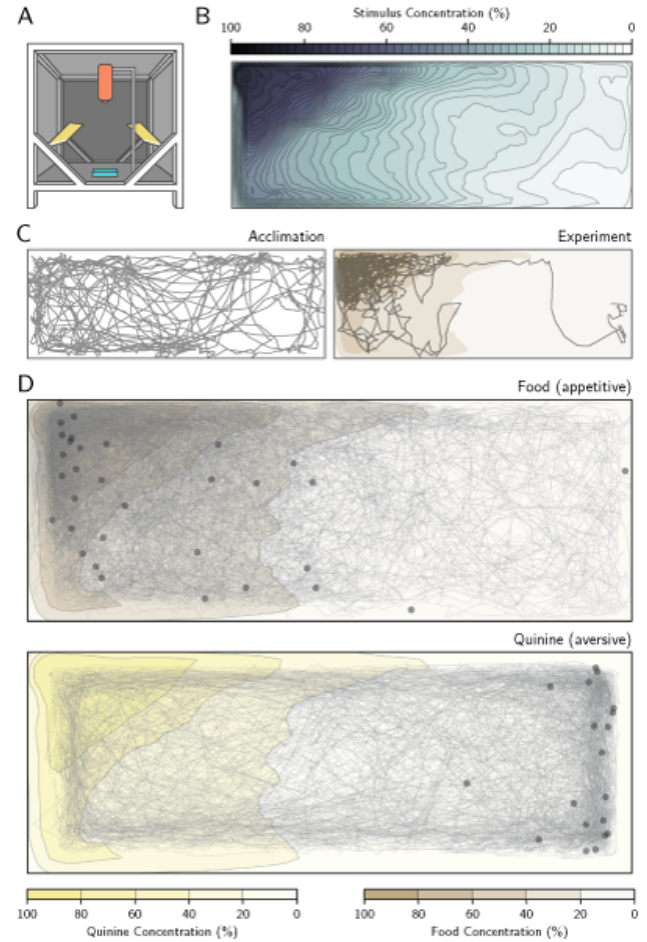 A
B
Stimulus Concentration (%)
100 80 60 40 20 0
C
Acclimation
Experiment
D
Food (appetitive)
Quinine (aversive)
100 80 60 40 20 0
Quinine Concentration (%)
100 80 60 40 20 0
Food Concentration (%)